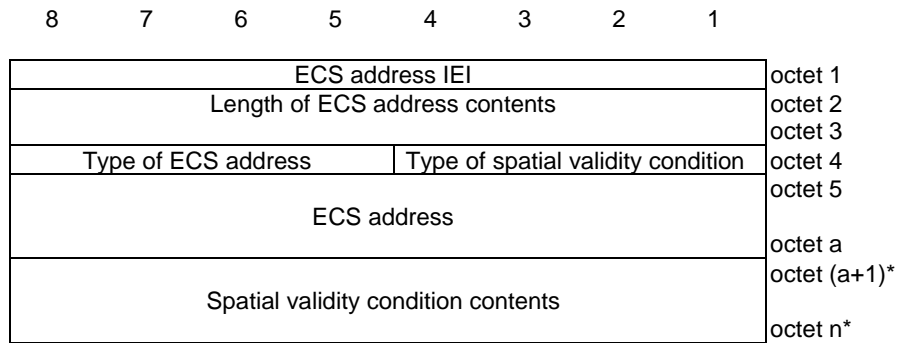 8 7 6 5 4 3 2 1
ECS address IEI octet 1
Length of ECS address contents octet 2
octet 3
Type of ECS address Type of spatial validity condition octet 4
octet 5
ECS address
octet a
octet (a+1)*
Spatial validity condition contents
octet n*